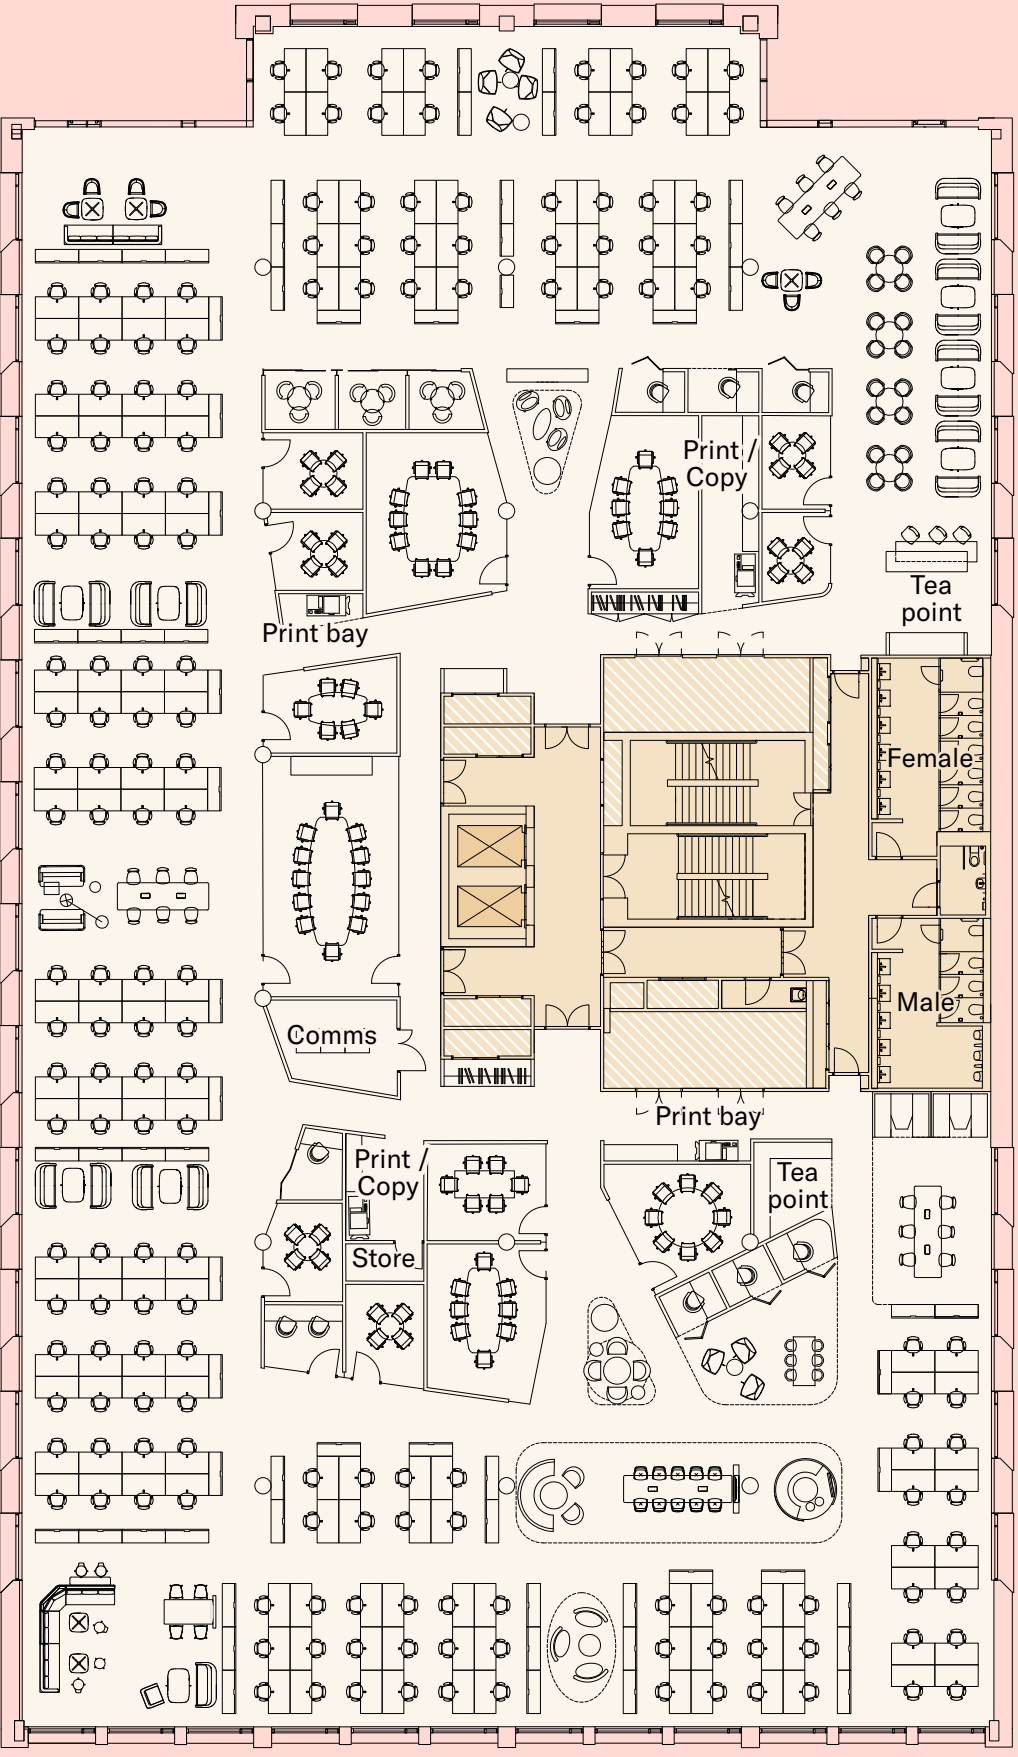 Print /
Copy
Tea
point
Print bay
Female
Male
Comms
Print bay
Print /
Copy
Tea
point
Store